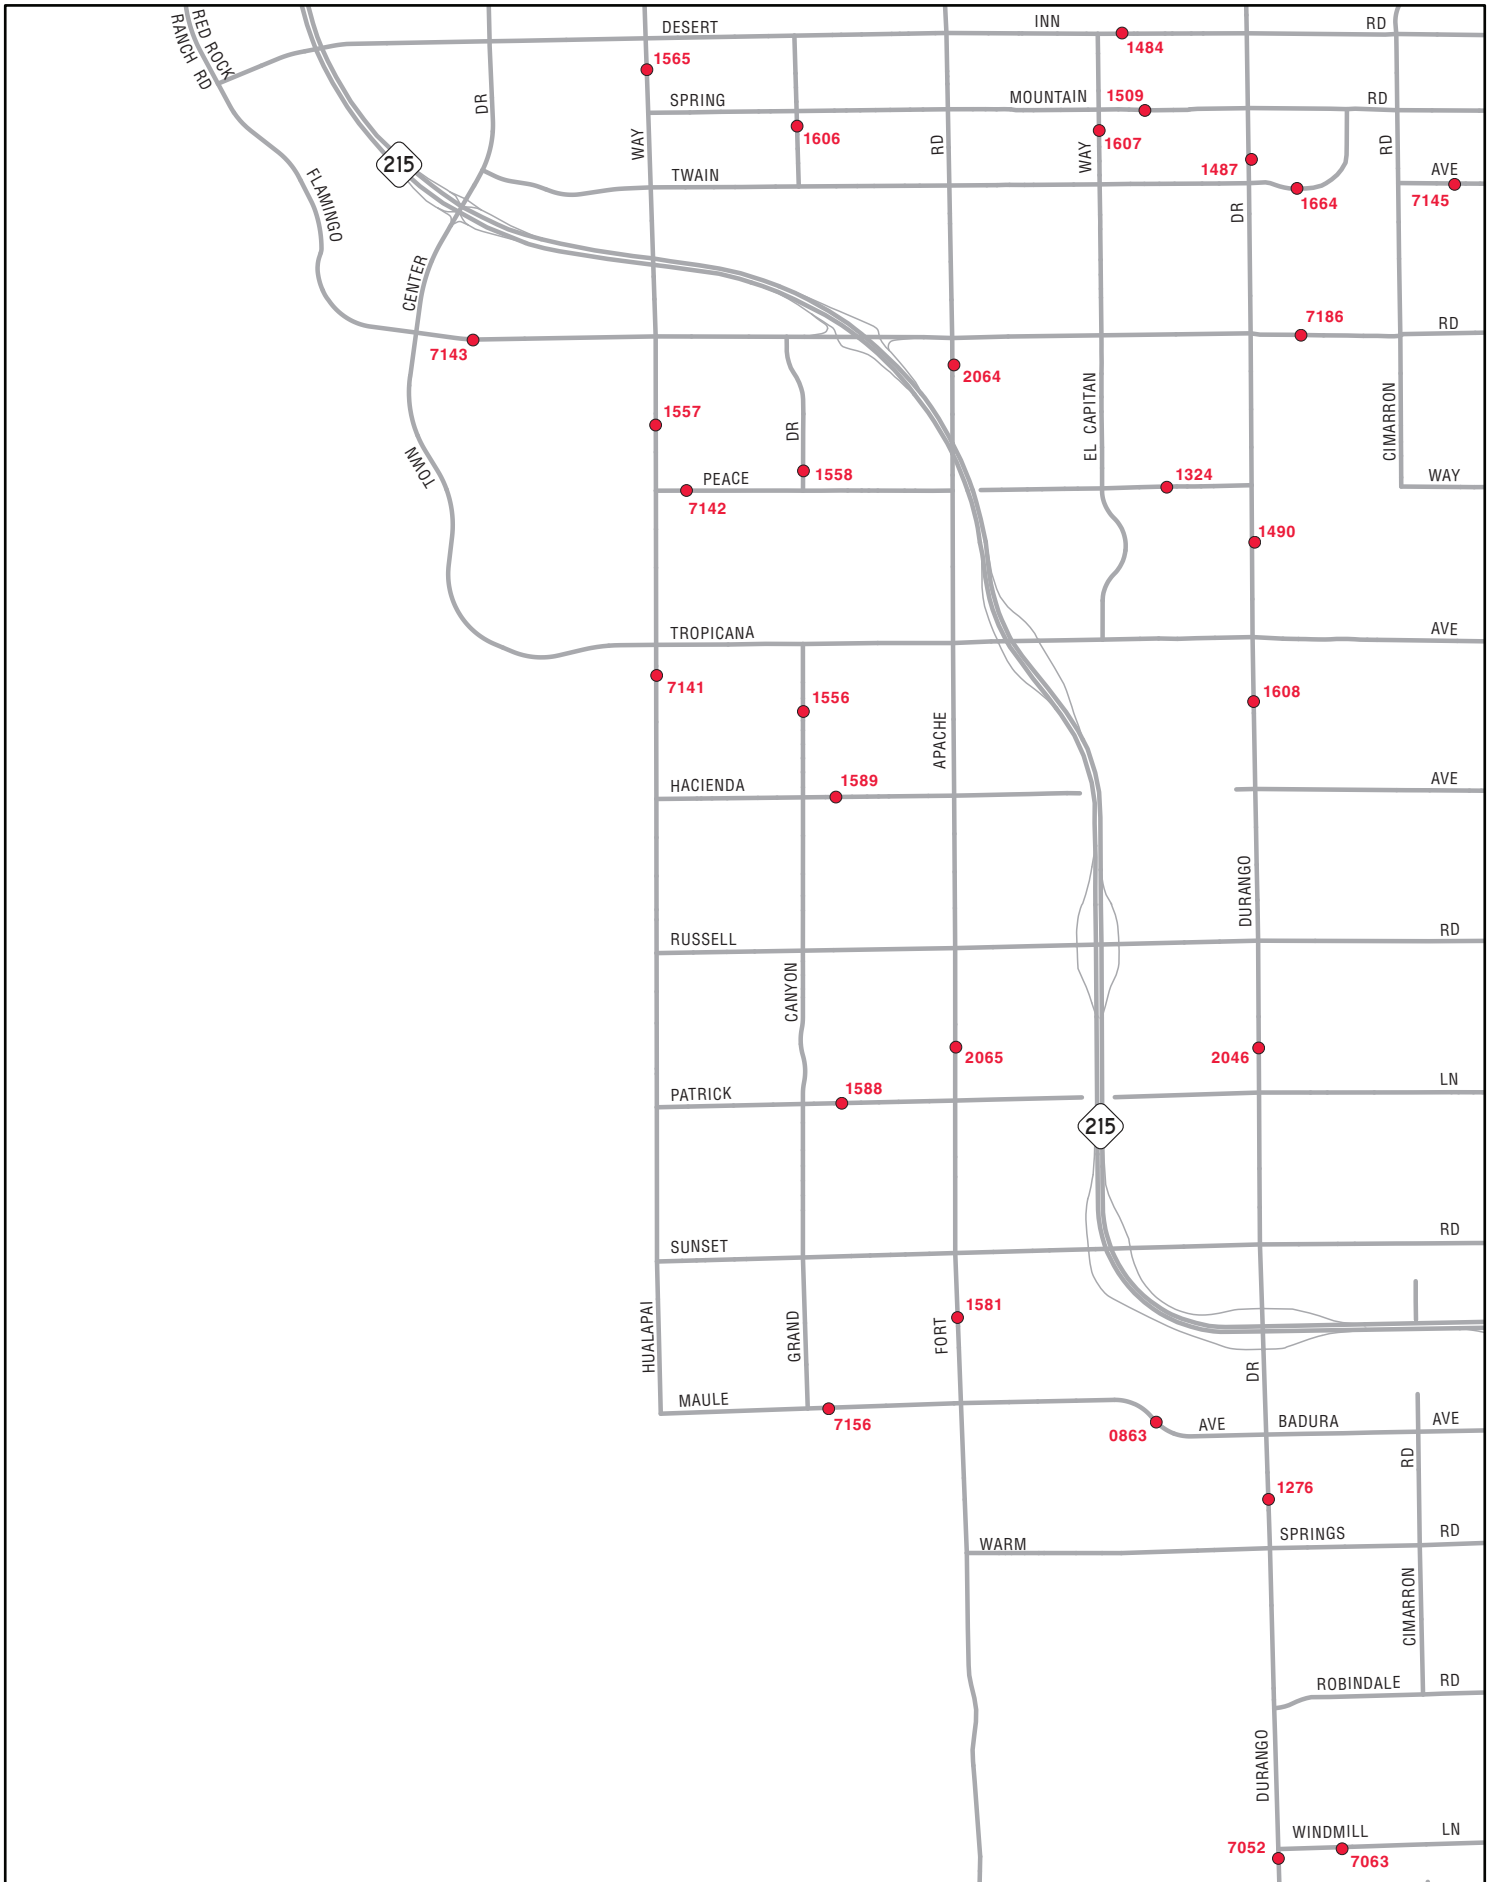 DESERT
INN
RD
1484
RED ROCK
RANCH RD
1565
SPRING
MOUNTAIN
1509
RD
DR
WAY
1606
RD
WAY
1607
RD
215
TWAIN
1487
1664
AVE
7145
FLAMINGO
DR
CENTER
7143
7186
RD
2064
1557
DR
EL CAPITAN
CIMARRON
TOWN
PEACE
1558
7142
1324
WAY
1490
TROPICANA
AVE
7141
1556
1608
APACHE
HACIENDA
1589
AVE
DURANGO
RUSSELL
RD
CANYON
2065
2046
PATRICK
1588
LN
215
SUNSET
RD
HUALAPAI
GRAND
FORT
1581
DR
MAULE
7156
0863
AVE
BADURA
AVE
RD
1276
WARM
SPRINGS
RD
CIMARRON
ROBINDALE
RD
DURANGO
WINDMILL
LN
7052
7063